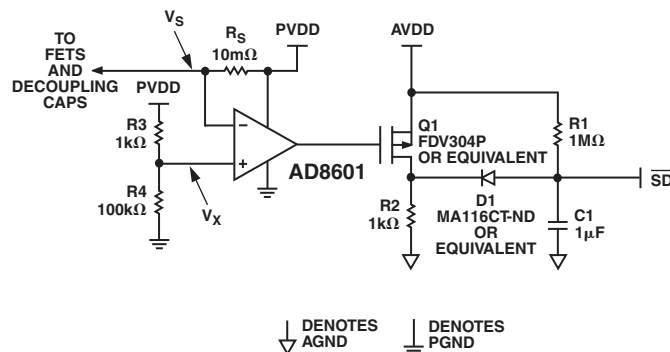 V_S
TO
FETS
AND
DECOUPLING
CAPS
R_S
10mΩ
PVDD
AVDD
PVDD
R3
1kΩ
R4
100kΩ
V_X
−
+
AD8601
Q1
FDV304P
OR EQUIVALENT
R1
1MΩ
R2
1kΩ
D1
MA116CT-ND
OR
EQUIVALENT
C1
1μF
S̅D̅
DENOTES
AGND
DENOTES
PGND